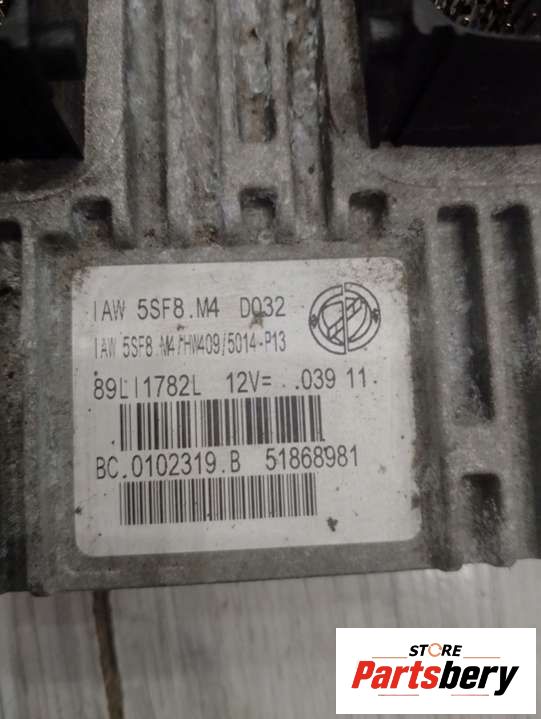 IAW 5SF8.M4 D032
IAW 5SF8.M4/HW409/5014-P13
89LI1782L 12V= ..039 11
BC.0102319.B 51868981
STORE
Partsbery